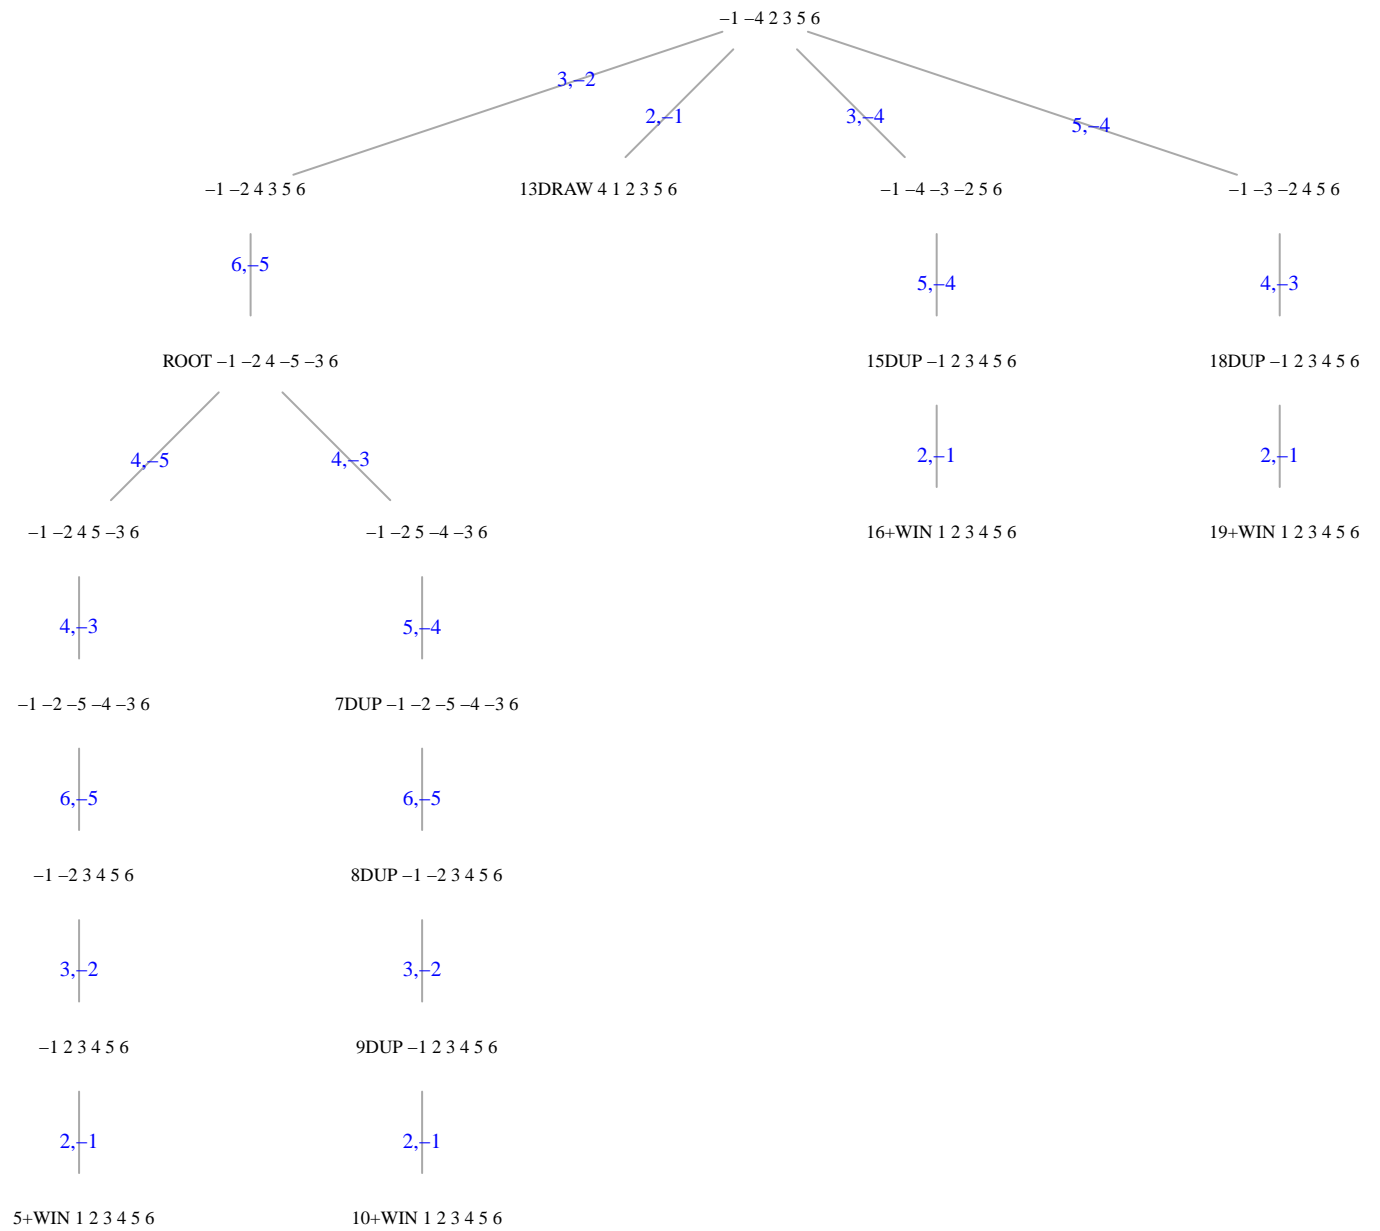 –1 –4 2 3 5 6
3,–2
2,–1
3,–4
5,–4
–1 –2 4 3 5 6
13DRAW 4 1 2 3 5 6
–1 –4 –3 –2 5 6
–1 –3 –2 4 5 6
6,–5
5,–4
4,–3
ROOT –1 –2 4 –5 –3 6
15DUP –1 2 3 4 5 6
18DUP –1 2 3 4 5 6
4,–5
4,–3
2,–1
2,–1
–1 –2 4 5 –3 6
–1 –2 5 –4 –3 6
16+WIN 1 2 3 4 5 6
19+WIN 1 2 3 4 5 6
4,–3
5,–4
–1 –2 –5 –4 –3 6
7DUP –1 –2 –5 –4 –3 6
6,–5
6,–5
–1 –2 3 4 5 6
8DUP –1 –2 3 4 5 6
3,–2
3,–2
–1 2 3 4 5 6
9DUP –1 2 3 4 5 6
2,–1
2,–1
5+WIN 1 2 3 4 5 6
10+WIN 1 2 3 4 5 6